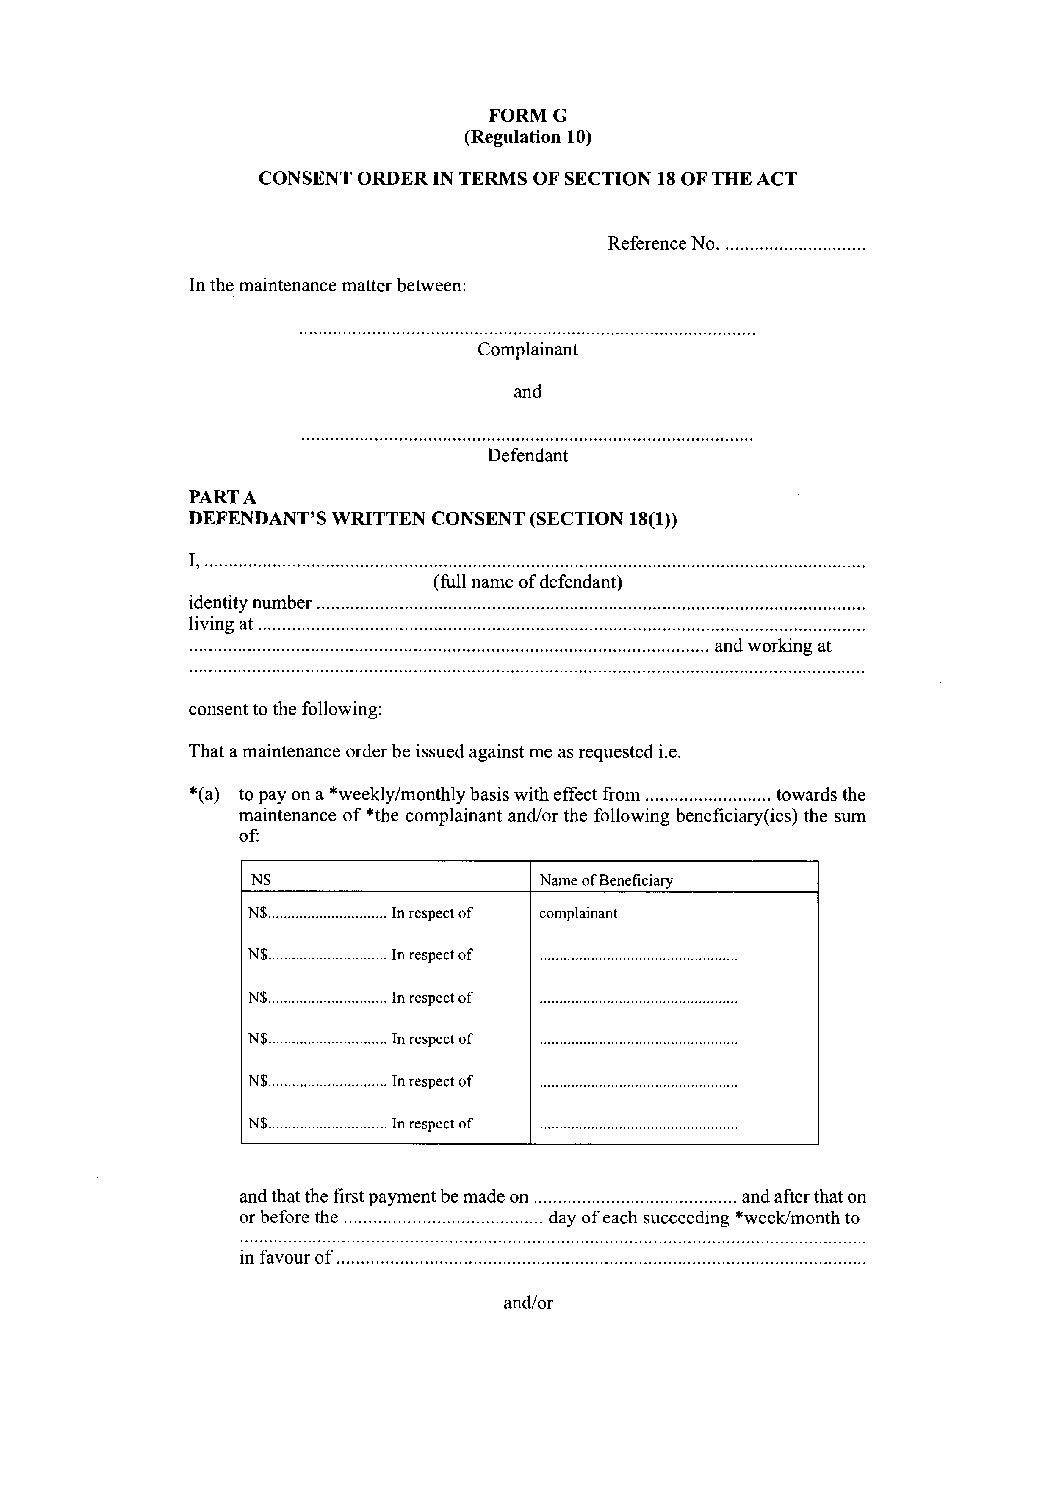 FORM G
(Regulation 10)
CONSENT ORDER IN TERMS OF SECTION 18 OF THE ACT
Reference No. .............................
In the maintenance matter between:
..............................................................................................
Complainant
and
.............................................................................................
Defendant
PART A
DEFENDANT'S WRITTEN CONSENT (SECTION 18(1))
I, ........................................................................................................................................
(full name of defendant)
identity number .................................................................................................................
living at .............................................................................................................................
........................................................................................................... and working at
...........................................................................................................................................
consent to the following:
That a maintenance order be issued against me as requested i.e.
*(a) to pay on a *weekly/monthly basis with effect from .......................... towards the
maintenance of *the complainant and/or the following beneficiary(ies) the sum
of:
N$ Name of Beneficiary
N$.............................. In respect of complainant
N$.............................. In respect of ..................................................
N$.............................. In respect of ..................................................
N$.............................. In respect of ..................................................
N$.............................. In respect of ..................................................
N$.............................. In respect of ..................................................
and that the first payment be made on .......................................... and after that on
or before the ......................................... day of each succeeding *week/month to
.................................................................................................................................
in favour of .............................................................................................................
and/or